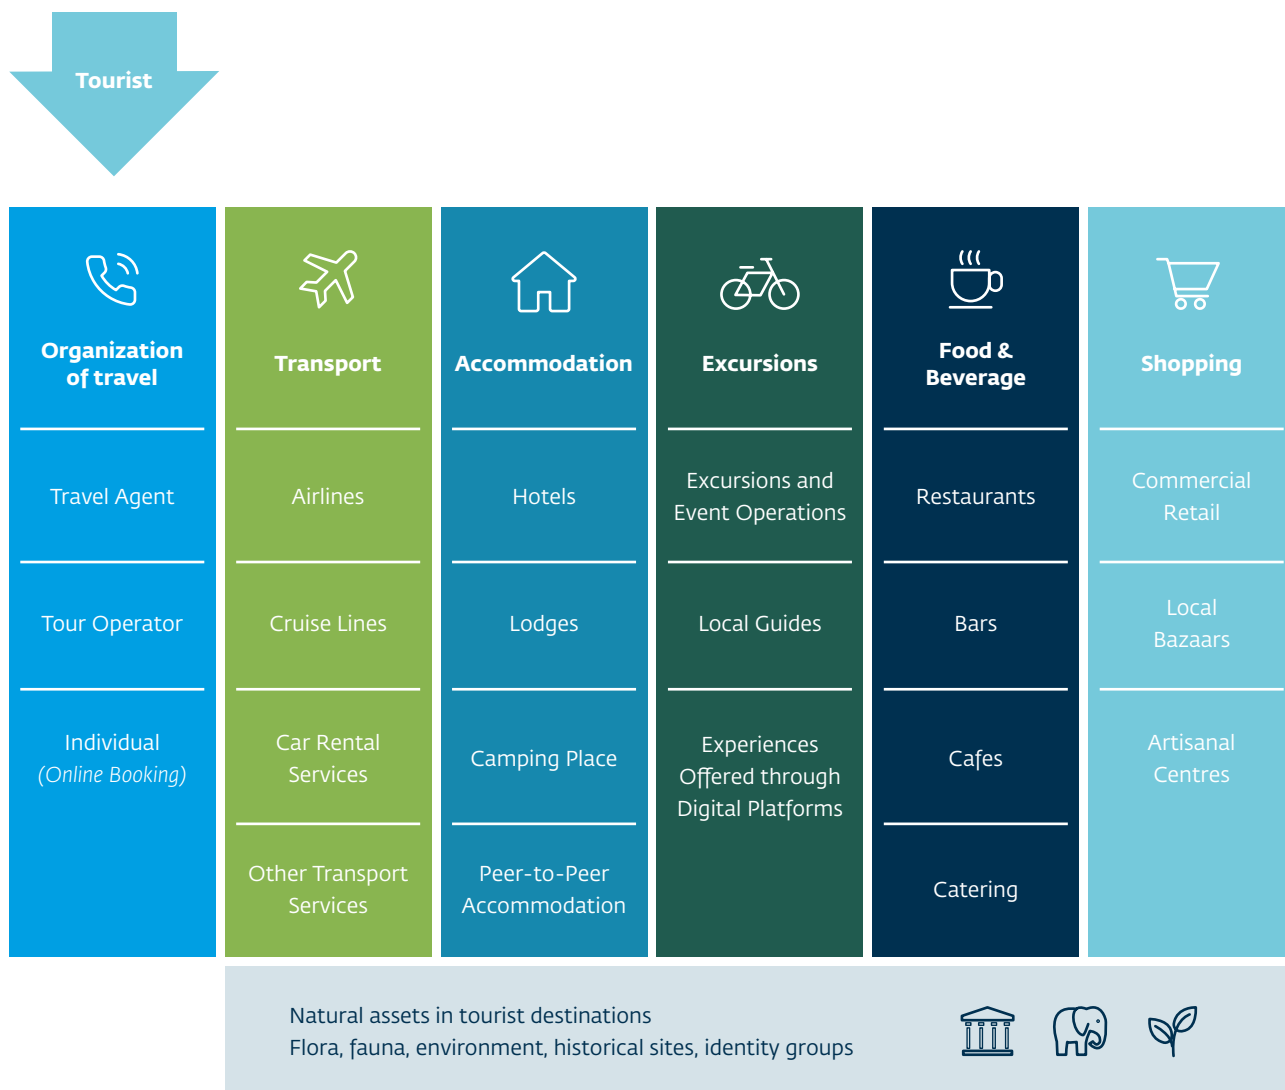 Tourist
Organization
of travel
Travel Agent
Tour Operator
Individual
(Online Booking)
Transport
Airlines
Cruise Lines
Car Rental
Services
Other Transport
Services
Accommodation
Hotels
Lodges
Camping Place
Peer-to-Peer
Accommodation
Excursions
Excursions and
Event Operations
Local Guides
Experiences
Offered through
Digital Platforms
Food &
Beverage
Restaurants
Bars
Cafes
Catering
Shopping
Commercial
Retail
Local
Bazaars
Artisanal
Centres
Natural assets in tourist destinations
Flora, fauna, environment, historical sites, identity groups